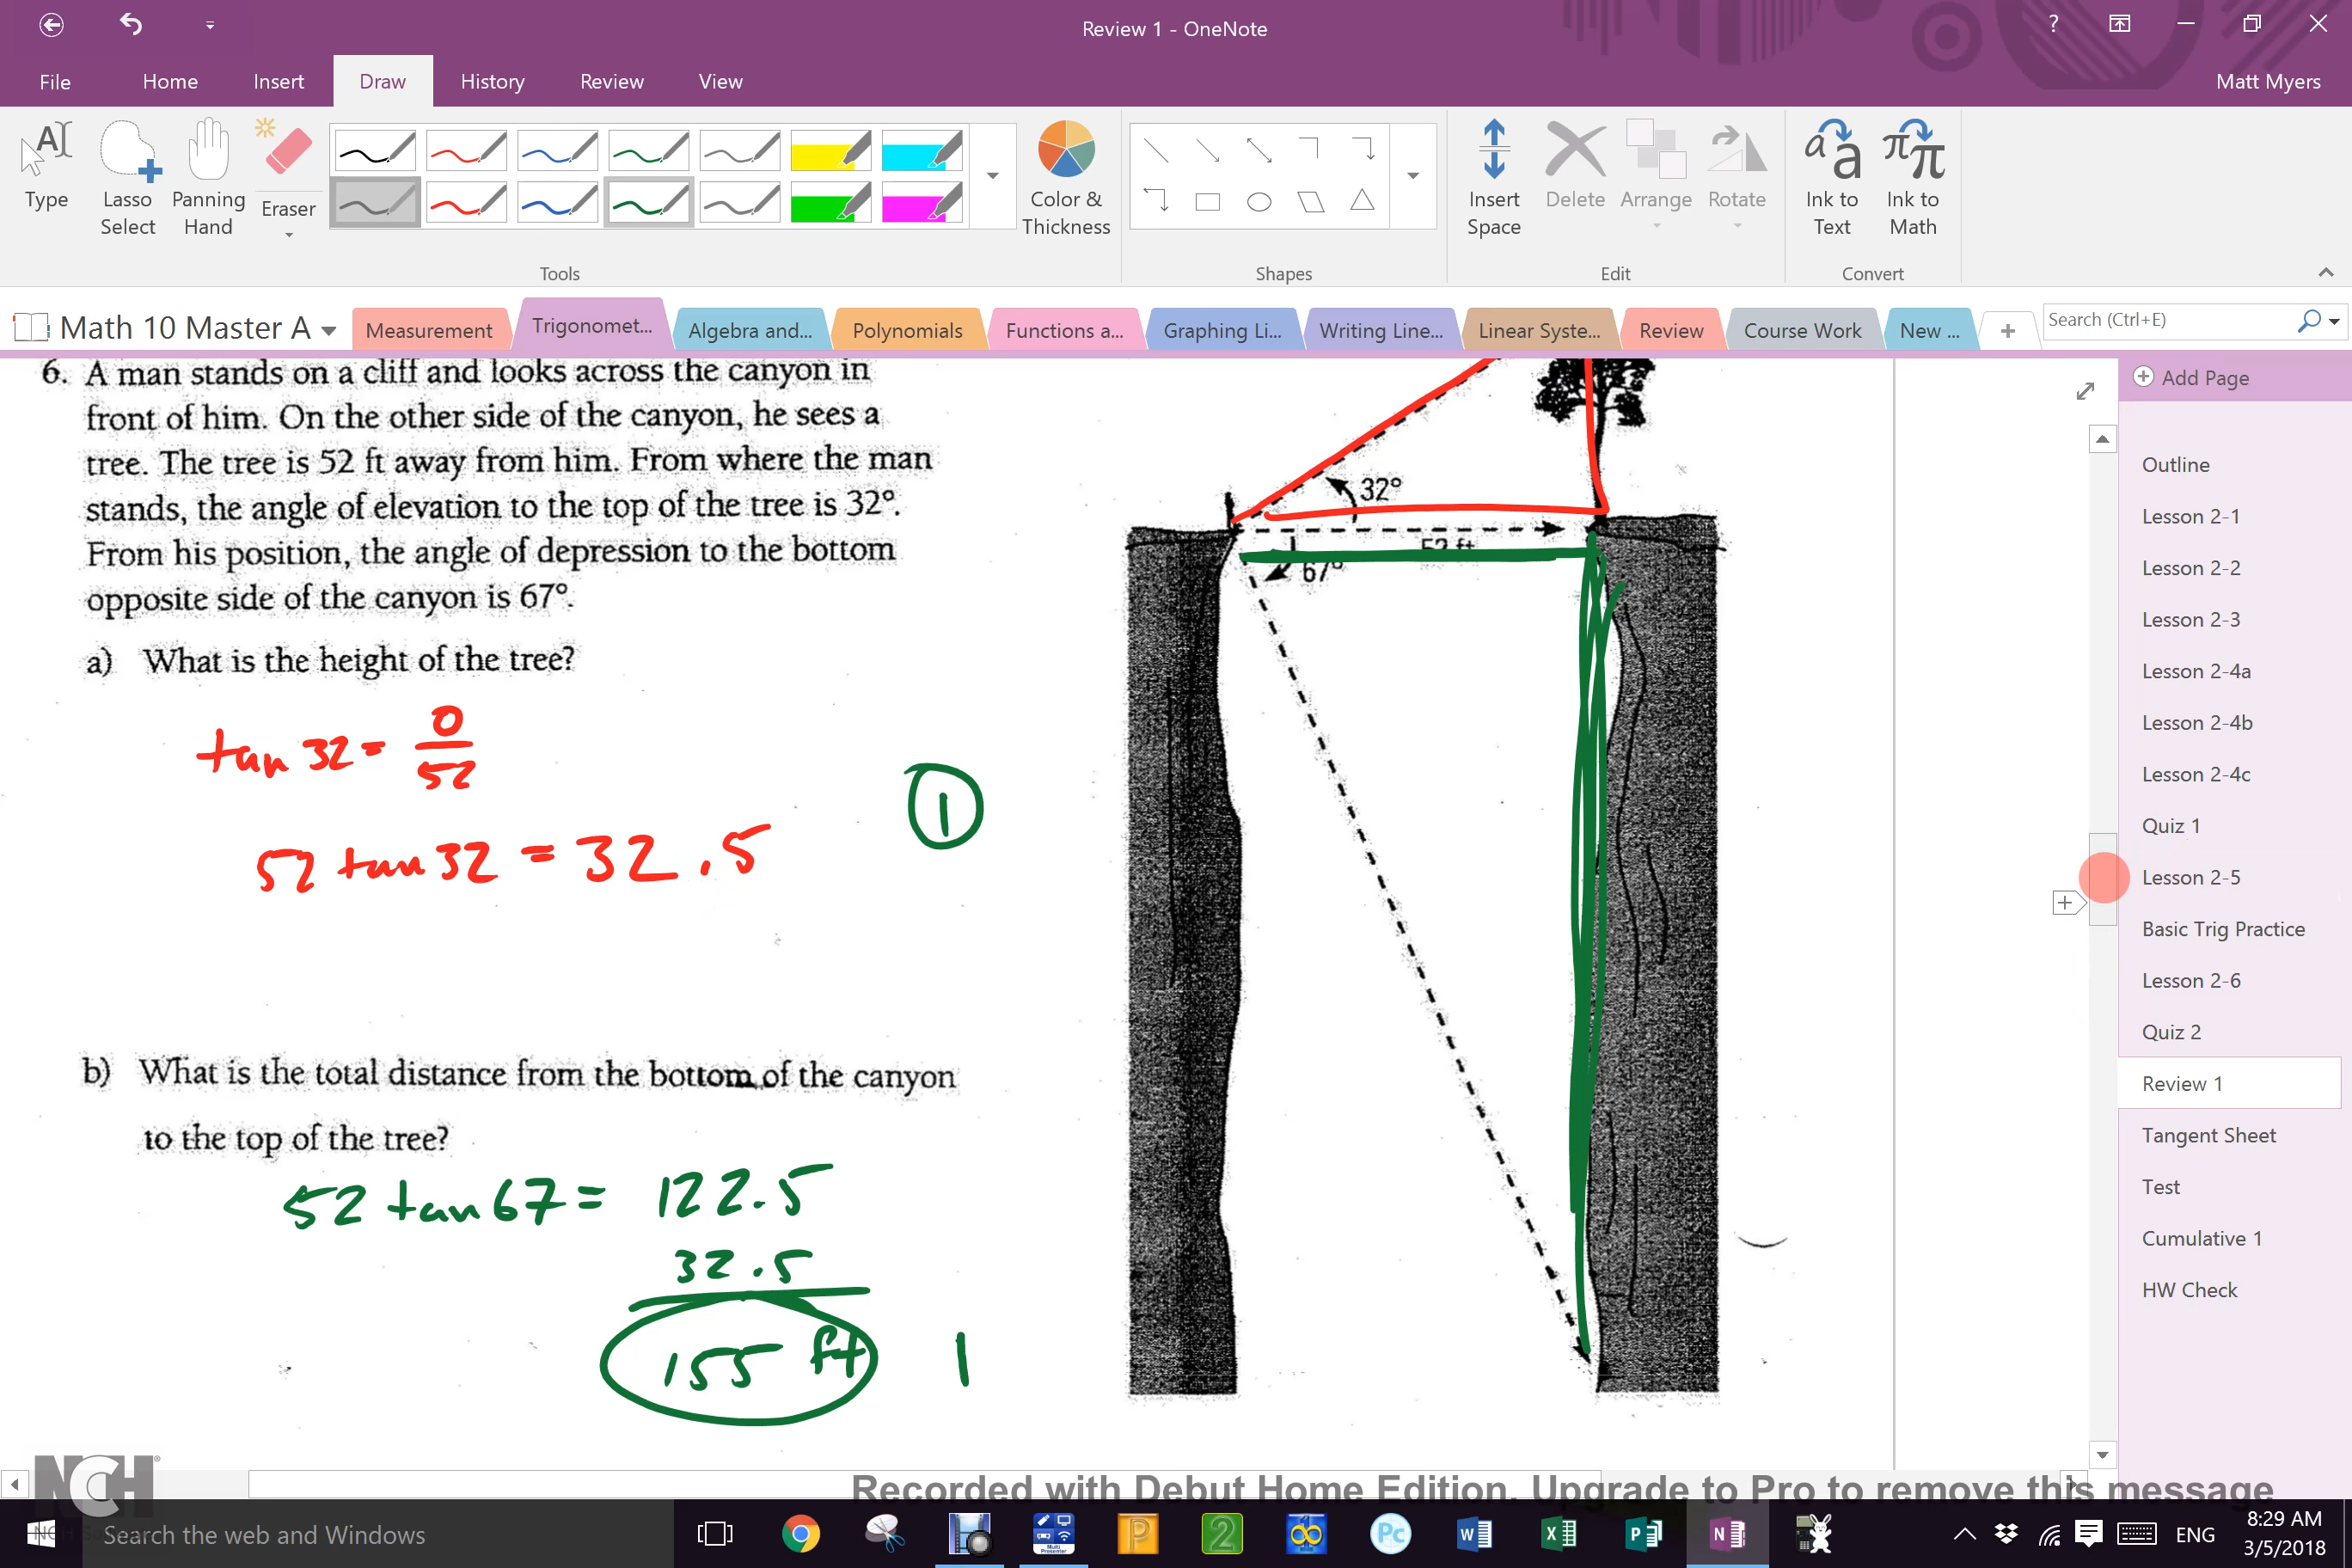 Review 1 - OneNote
?
File Home Insert Draw History Review View Matt Myers
Type
Lasso Select
Panning Hand
Eraser
Color & Thickness
Insert Space
Delete
Arrange
Rotate
Ink to Text
Ink to Math
Tools
Shapes
Edit
Convert
Math 10 Master A
Measurement
Trigonomet...
Algebra and...
Polynomials
Functions a...
Graphing Li...
Writing Line...
Linear Syste...
Review
Course Work
New ...
Search (Ctrl+E)
6. A man stands on a cliff and looks across the canyon in
front of him. On the other side of the canyon, he sees a
tree. The tree is 52 ft away from him. From where the man
stands, the angle of elevation to the top of the tree is 32°.
From his position, the angle of depression to the bottom
opposite side of the canyon is 67°.
a) What is the height of the tree?
tan 32 = 0/52
52 tan 32 = 32.5
1
b) What is the total distance from the bottom of the canyon
to the top of the tree?
52 tan 67 = 122.5
32.5
155 ft
1
32°
52 ft
67°
Add Page
Outline
Lesson 2-1
Lesson 2-2
Lesson 2-3
Lesson 2-4a
Lesson 2-4b
Lesson 2-4c
Quiz 1
Lesson 2-5
Basic Trig Practice
Lesson 2-6
Quiz 2
Review 1
Tangent Sheet
Test
Cumulative 1
HW Check
NCH
Recorded with Debut Home Edition. Upgrade to Pro to remove this message
Search the web and Windows
ENG
8:29 AM
3/5/2018